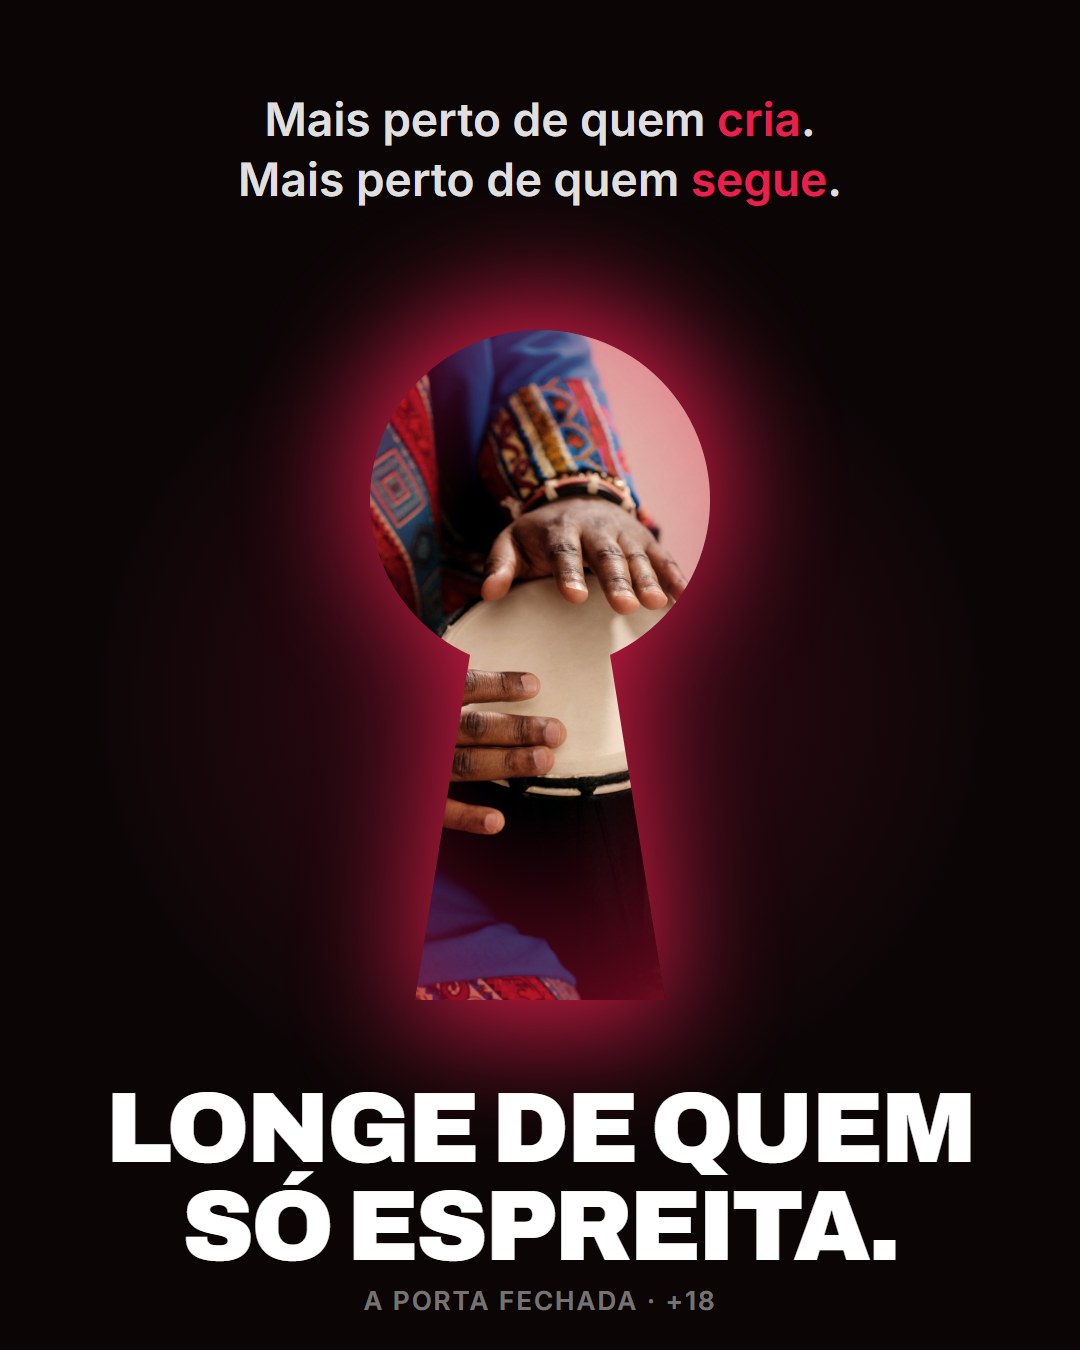 Mais perto de quem cria.
Mais perto de quem segue.
LONGE DE QUEM
SÓ ESPREITA.
A PORTA FECHADA · +18